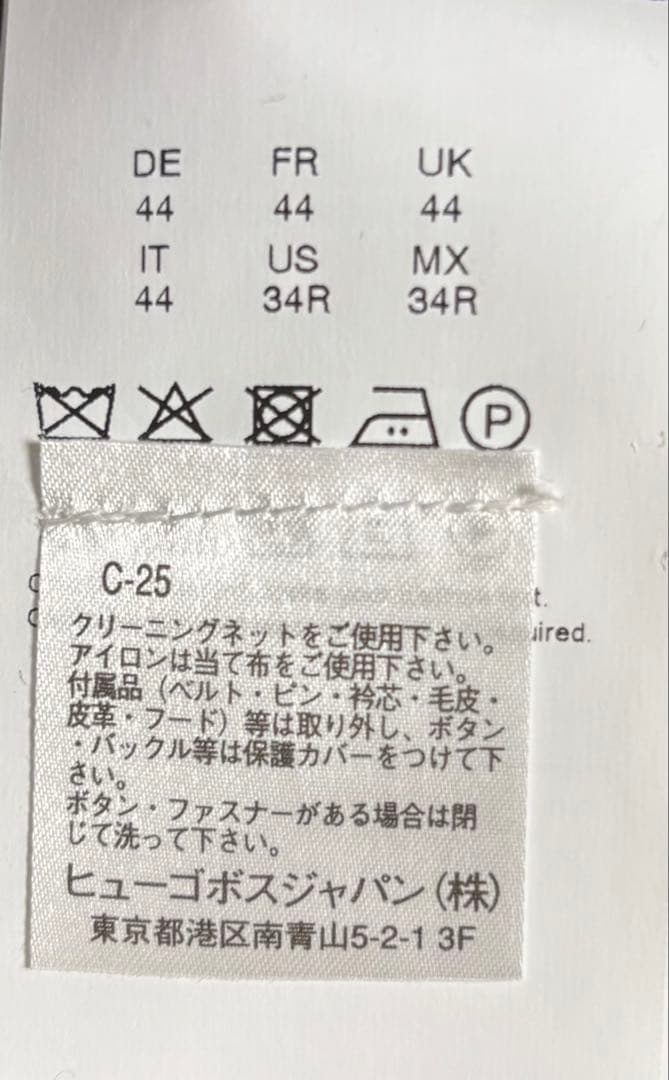 DE FR UK
44 44 44
IT US MX
44 34R 34R
P
C-25
t.
クリーニングネットをご使用下さい。
uired.
アイロンは当て布をご使用下さい。
付属品（ベルト・ピン・衿芯・毛皮・
皮革・フード）等は取り外し、ボタン
・バックル等は保護カバーをつけて下
さい。
ボタン・ファスナーがある場合は閉
じて洗って下さい。
ヒューゴボスジャパン(株)
東京都港区南青山5-2-1 3F